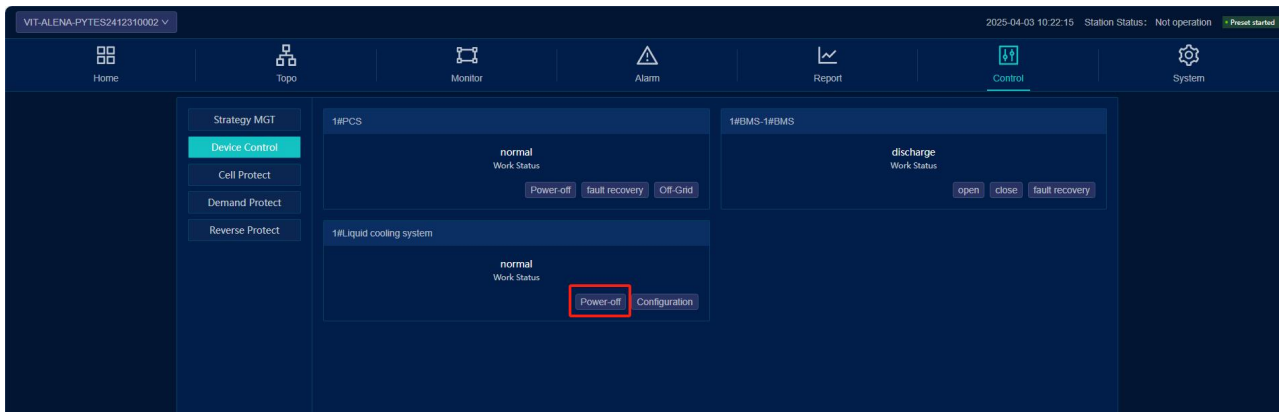 VIT-ALENA-PYTES2412310002
2025-04-03 10:22:15 Station Status: Not operation Preset started
Home Topo Monitor Alarm Report Control System
Strategy MGT
Device Control
Cell Protect
Demand Protect
Reverse Protect
1#PCS
normal
Work Status
Power-off fault recovery Off-Grid
1#BMS-1#BMS
discharge
Work Status
open close fault recovery
1#Liquid cooling system
normal
Work Status
Power-off Configuration